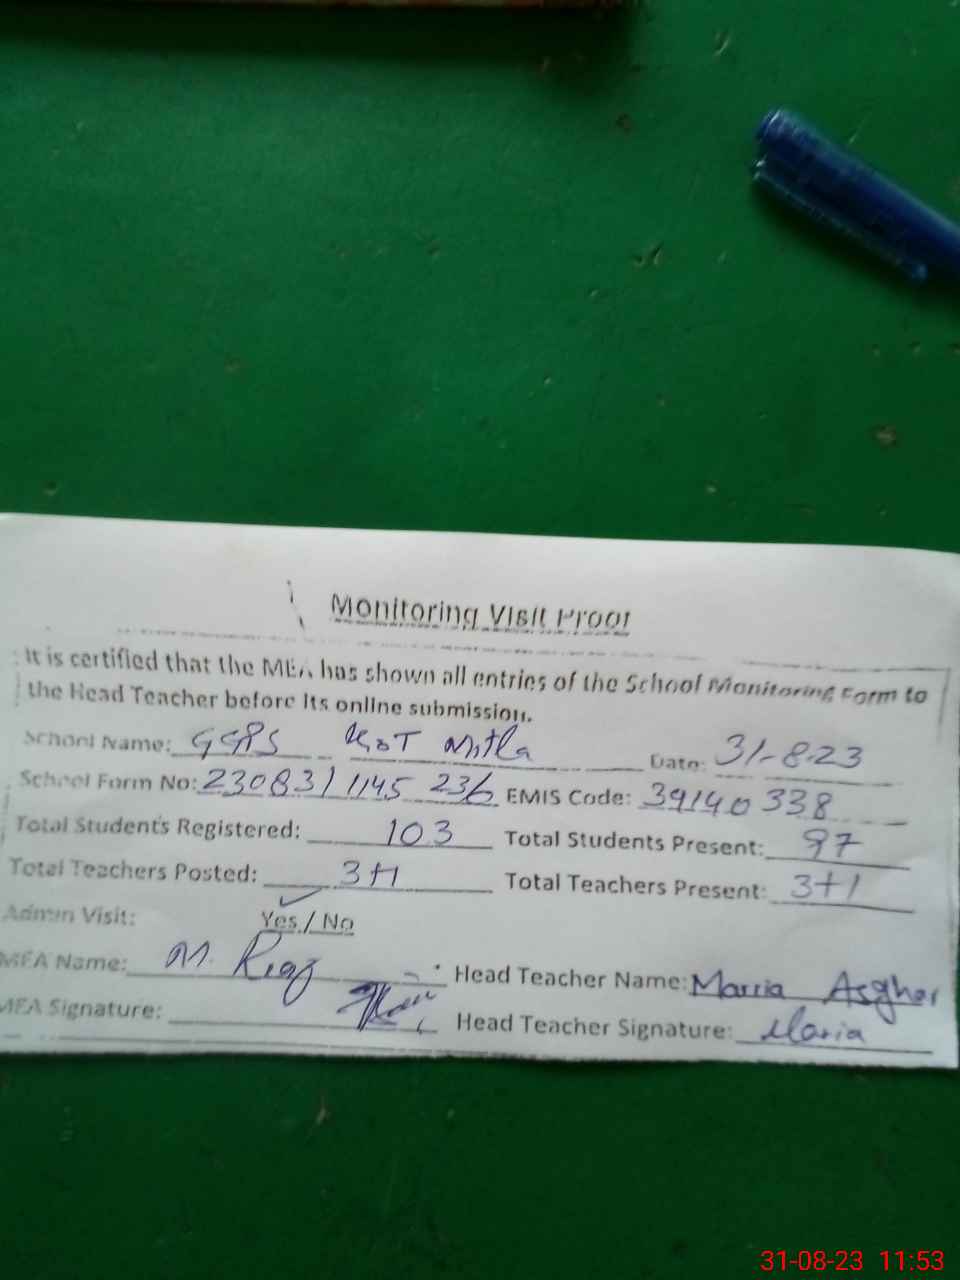 Monitoring Visit Proof
It is certified that the MEA has shown all entries of the School Monitoring Form to
the Head Teacher before its online submission.
School Name: GGPS KOT Mitla Date: 31-8-23
School Form No: 230831 1145 236 EMIS Code: 39140338
Total Students Registered: 103 Total Students Present: 97
Total Teachers Posted: 3+1 Total Teachers Present: 3+1
Admin Visit: Yes / No
MEA Name: M. Riaz Head Teacher Name: Marria Asghar
MEA Signature: Head Teacher Signature: Maria
31-08-23 11:53